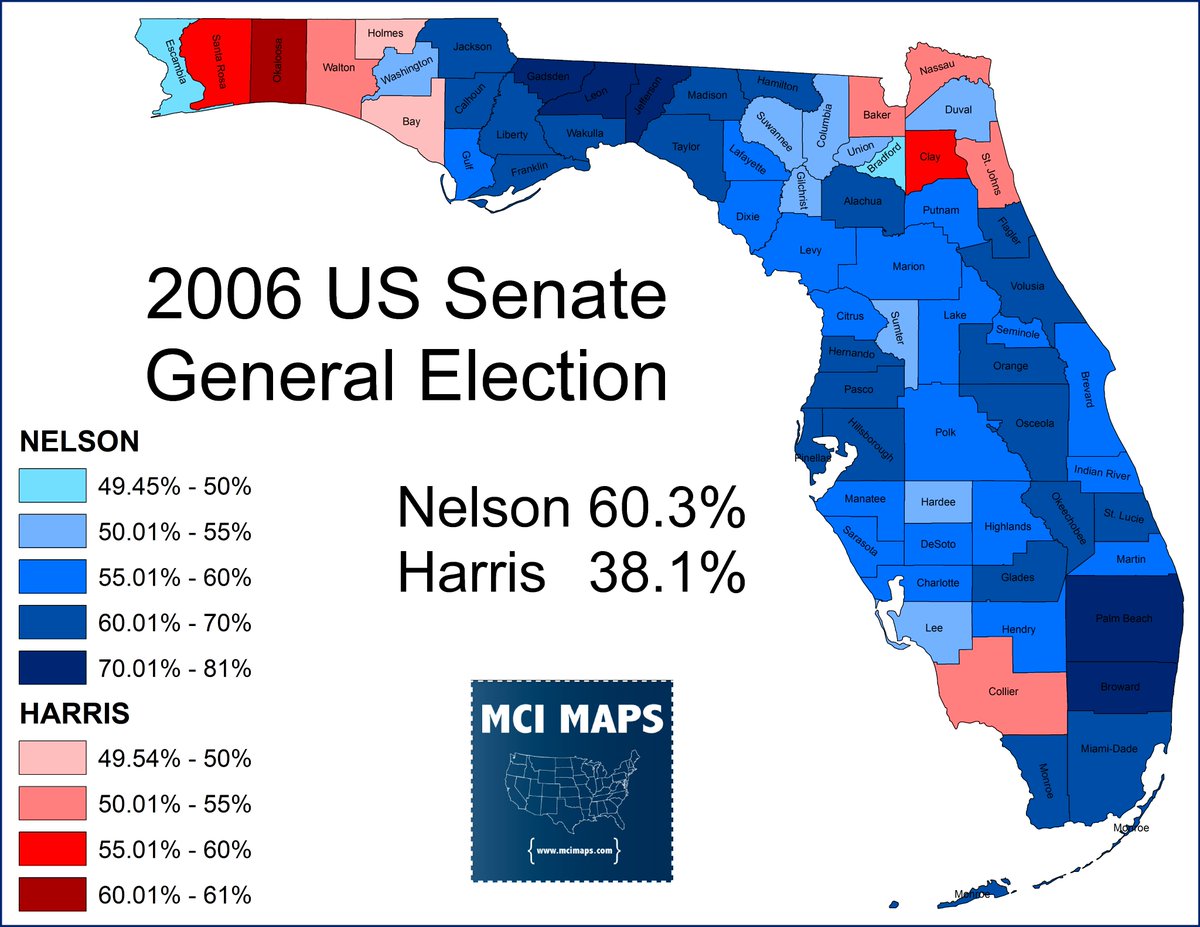 2006 US Senate
General Election
NELSON
49.45% - 50%
50.01% - 55%
55.01% - 60%
60.01% - 70%
70.01% - 81%
HARRIS
49.54% - 50%
50.01% - 55%
55.01% - 60%
60.01% - 61%
Nelson 60.3%
Harris 38.1%
MCI MAPS
{www.mcimaps.com}
Escambia
Santa Rosa
Okaloosa
Walton
Holmes
Washington
Bay
Jackson
Calhoun
Gulf
Liberty
Gadsden
Leon
Wakulla
Franklin
Jefferson
Madison
Taylor
Hamilton
Suwannee
Lafayette
Dixie
Columbia
Gilchrist
Baker
Union
Bradford
Alachua
Levy
Nassau
Duval
Clay
St. Johns
Putnam
Flagler
Marion
Volusia
Citrus
Sumter
Lake
Seminole
Hernando
Orange
Pasco
Brevard
Pinellas
Hillsborough
Polk
Osceola
Indian River
Manatee
Hardee
Highlands
Okeechobee
St. Lucie
Sarasota
DeSoto
Martin
Charlotte
Glades
Lee
Hendry
Palm Beach
Collier
Broward
Monroe
Miami-Dade
Monroe
Monroe